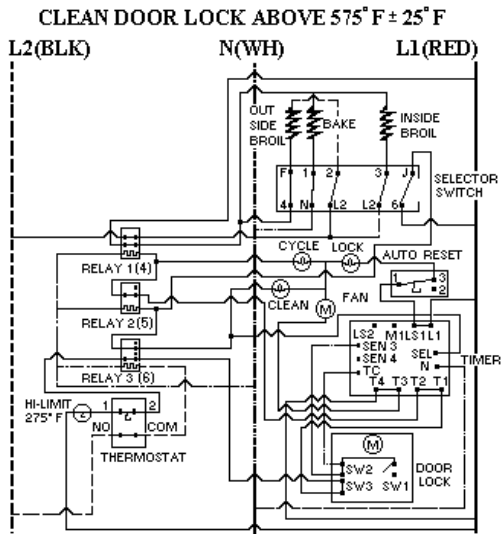 CLEAN DOOR LOCK ABOVE 575°F ± 25°F
L2(BLK) N(WH) L1(RED)
OUT SIDE BROIL
BAKE
INSIDE BROIL
F 1 2 3 J
4 N L2 L2 6
SELECTOR SWITCH
CYCLE LOCK
AUTO RESET
1 3 2
RELAY 1(4)
CLEAN
M
FAN
RELAY 2(5)
LS2 M1 LS1 L1
SEN 3 SEL
SEN 4 N
TC
T4 T3 T2 T1
TIMER
RELAY 3 (6)
HI-LIMIT 275°F
1 2
NO COM
THERMOSTAT
M
SW2
SW3 SW1
DOOR LOCK